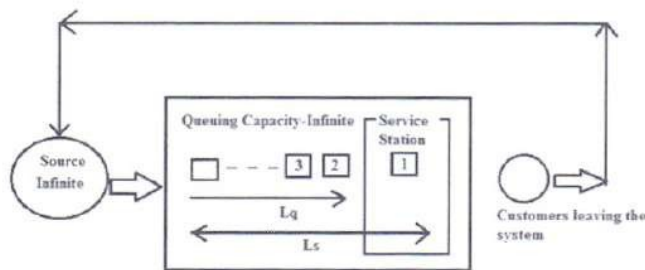 Queuing Capacity-Infinite
Service
Station
Source
Infinite
3
2
1
Lq
Ls
Customers leaving the
system